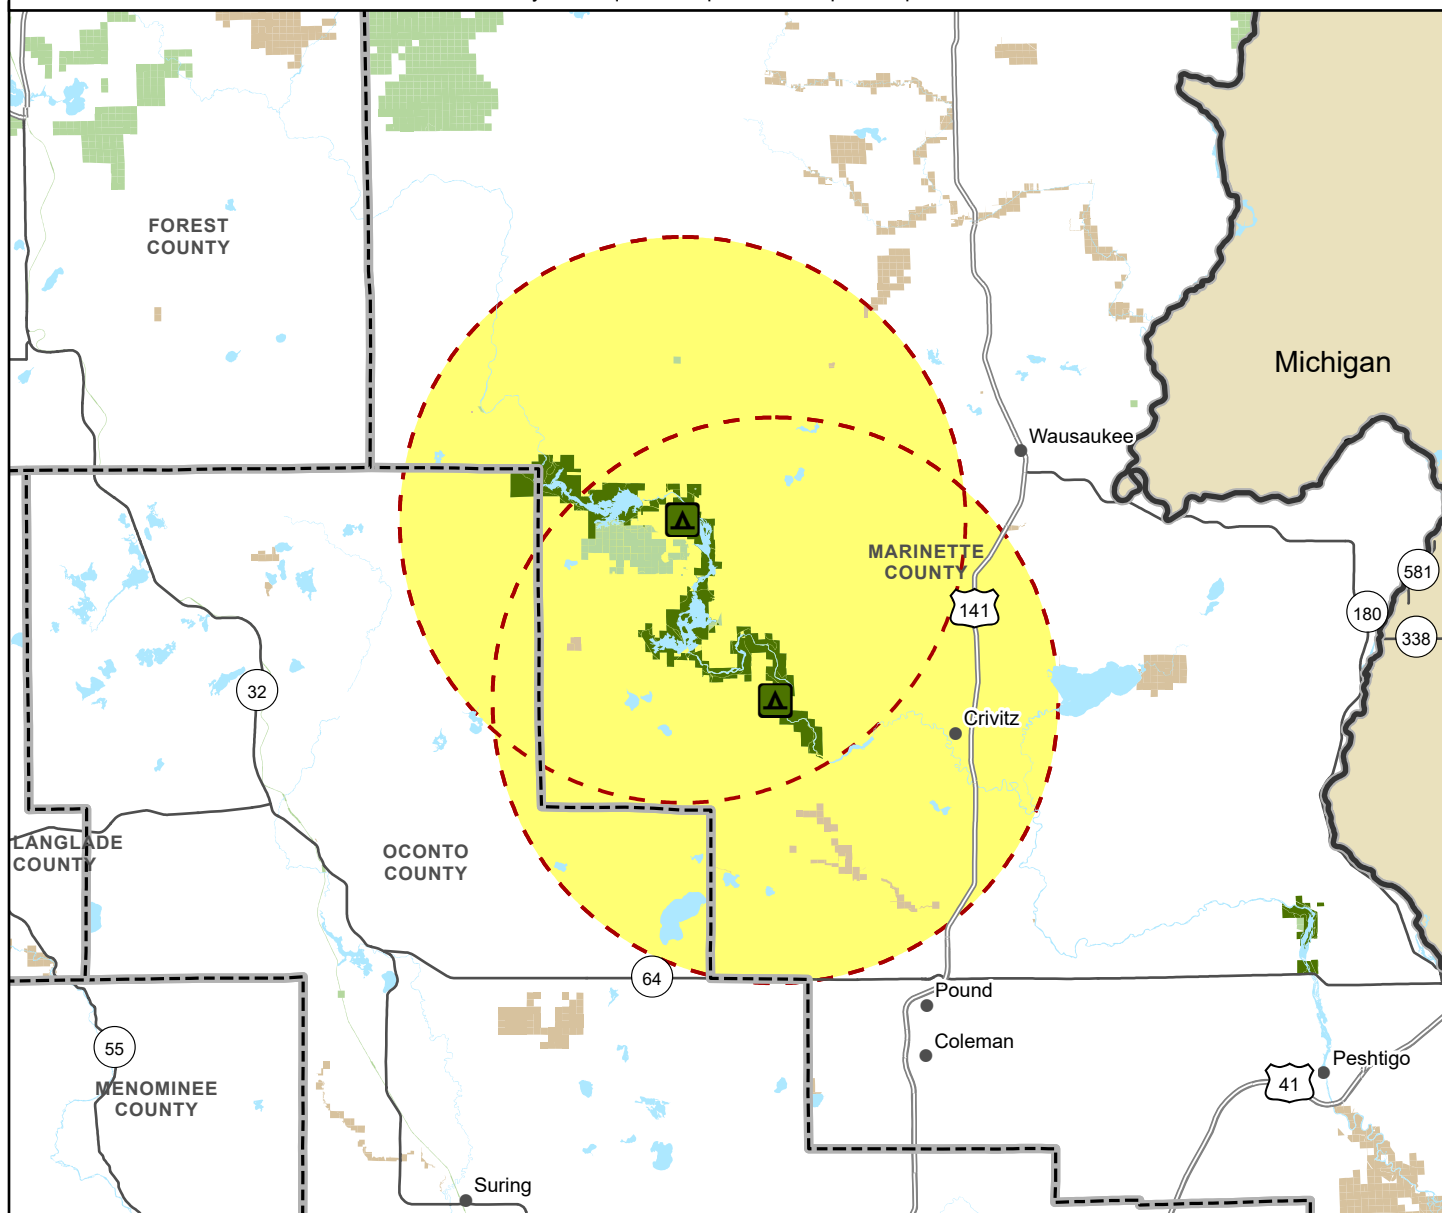 FOREST
COUNTY
Michigan
Wausaukee
MARINETTE
COUNTY
581
141
180
338
32
Crivitz
LANGLADE
COUNTY
OCONTO
COUNTY
64
Pound
Coleman
55
Peshtigo
41
MENOMINEE
COUNTY
Suring